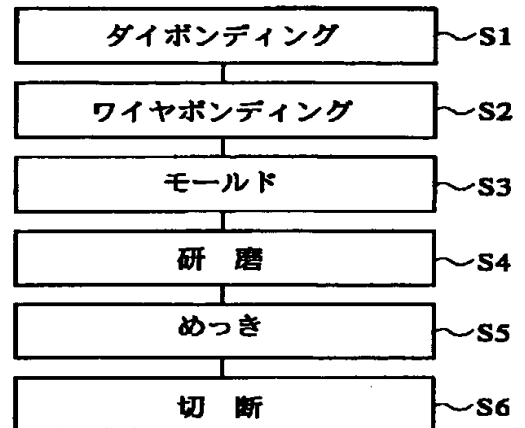 ダイボンディング 〜S1
ワイヤボンディング 〜S2
モールド 〜S3
研 磨 〜S4
めっき 〜S5
切 断 〜S6